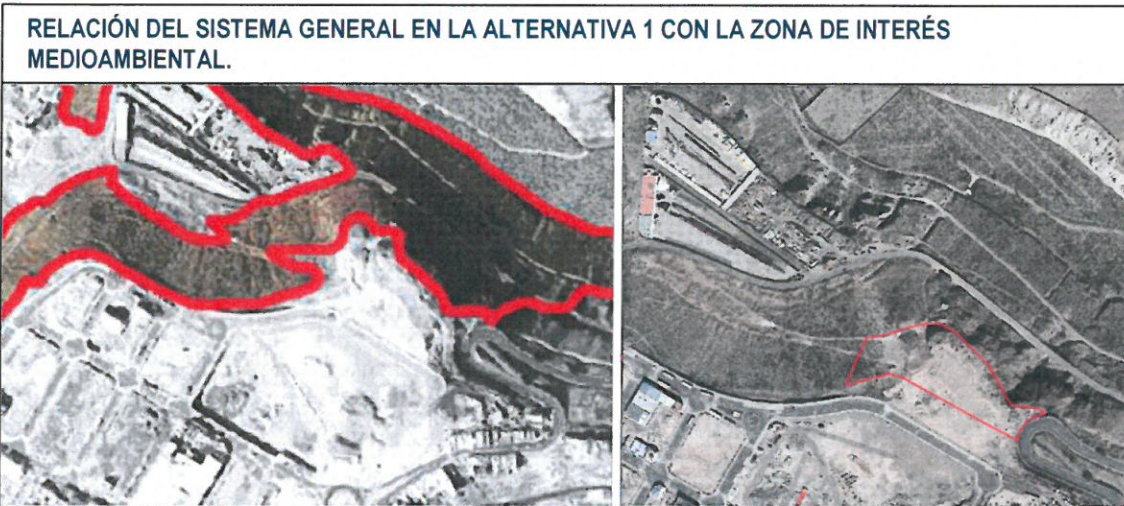 RELACIÓN DEL SISTEMA GENERAL EN LA ALTERNATIVA 1 CON LA ZONA DE INTERÉS
MEDIOAMBIENTAL.